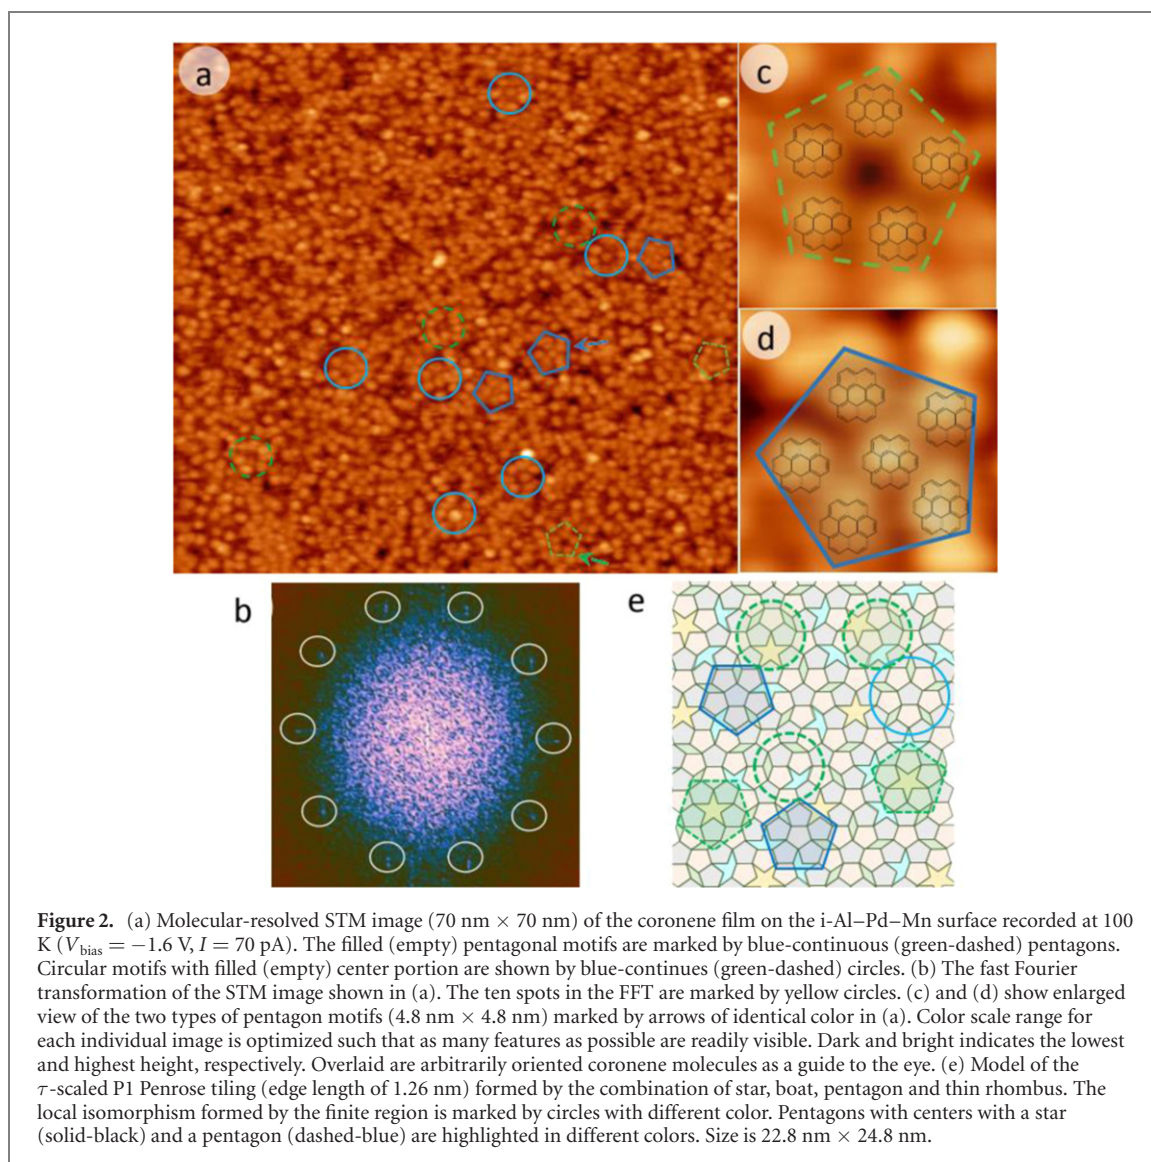 a
c
d
b
e
Figure 2. (a) Molecular-resolved STM image (70 nm × 70 nm) of the coronene film on the i-Al–Pd–Mn surface recorded at 100
K (Vbias = −1.6 V, I = 70 pA). The filled (empty) pentagonal motifs are marked by blue-continuous (green-dashed) pentagons.
Circular motifs with filled (empty) center portion are shown by blue-continues (green-dashed) circles. (b) The fast Fourier
transformation of the STM image shown in (a). The ten spots in the FFT are marked by yellow circles. (c) and (d) show enlarged
view of the two types of pentagon motifs (4.8 nm × 4.8 nm) marked by arrows of identical color in (a). Color scale range for
each individual image is optimized such that as many features as possible are readily visible. Dark and bright indicates the lowest
and highest height, respectively. Overlaid are arbitrarily oriented coronene molecules as a guide to the eye. (e) Model of the
τ-scaled P1 Penrose tiling (edge length of 1.26 nm) formed by the combination of star, boat, pentagon and thin rhombus. The
local isomorphism formed by the finite region is marked by circles with different color. Pentagons with centers with a star
(solid-black) and a pentagon (dashed-blue) are highlighted in different colors. Size is 22.8 nm × 24.8 nm.